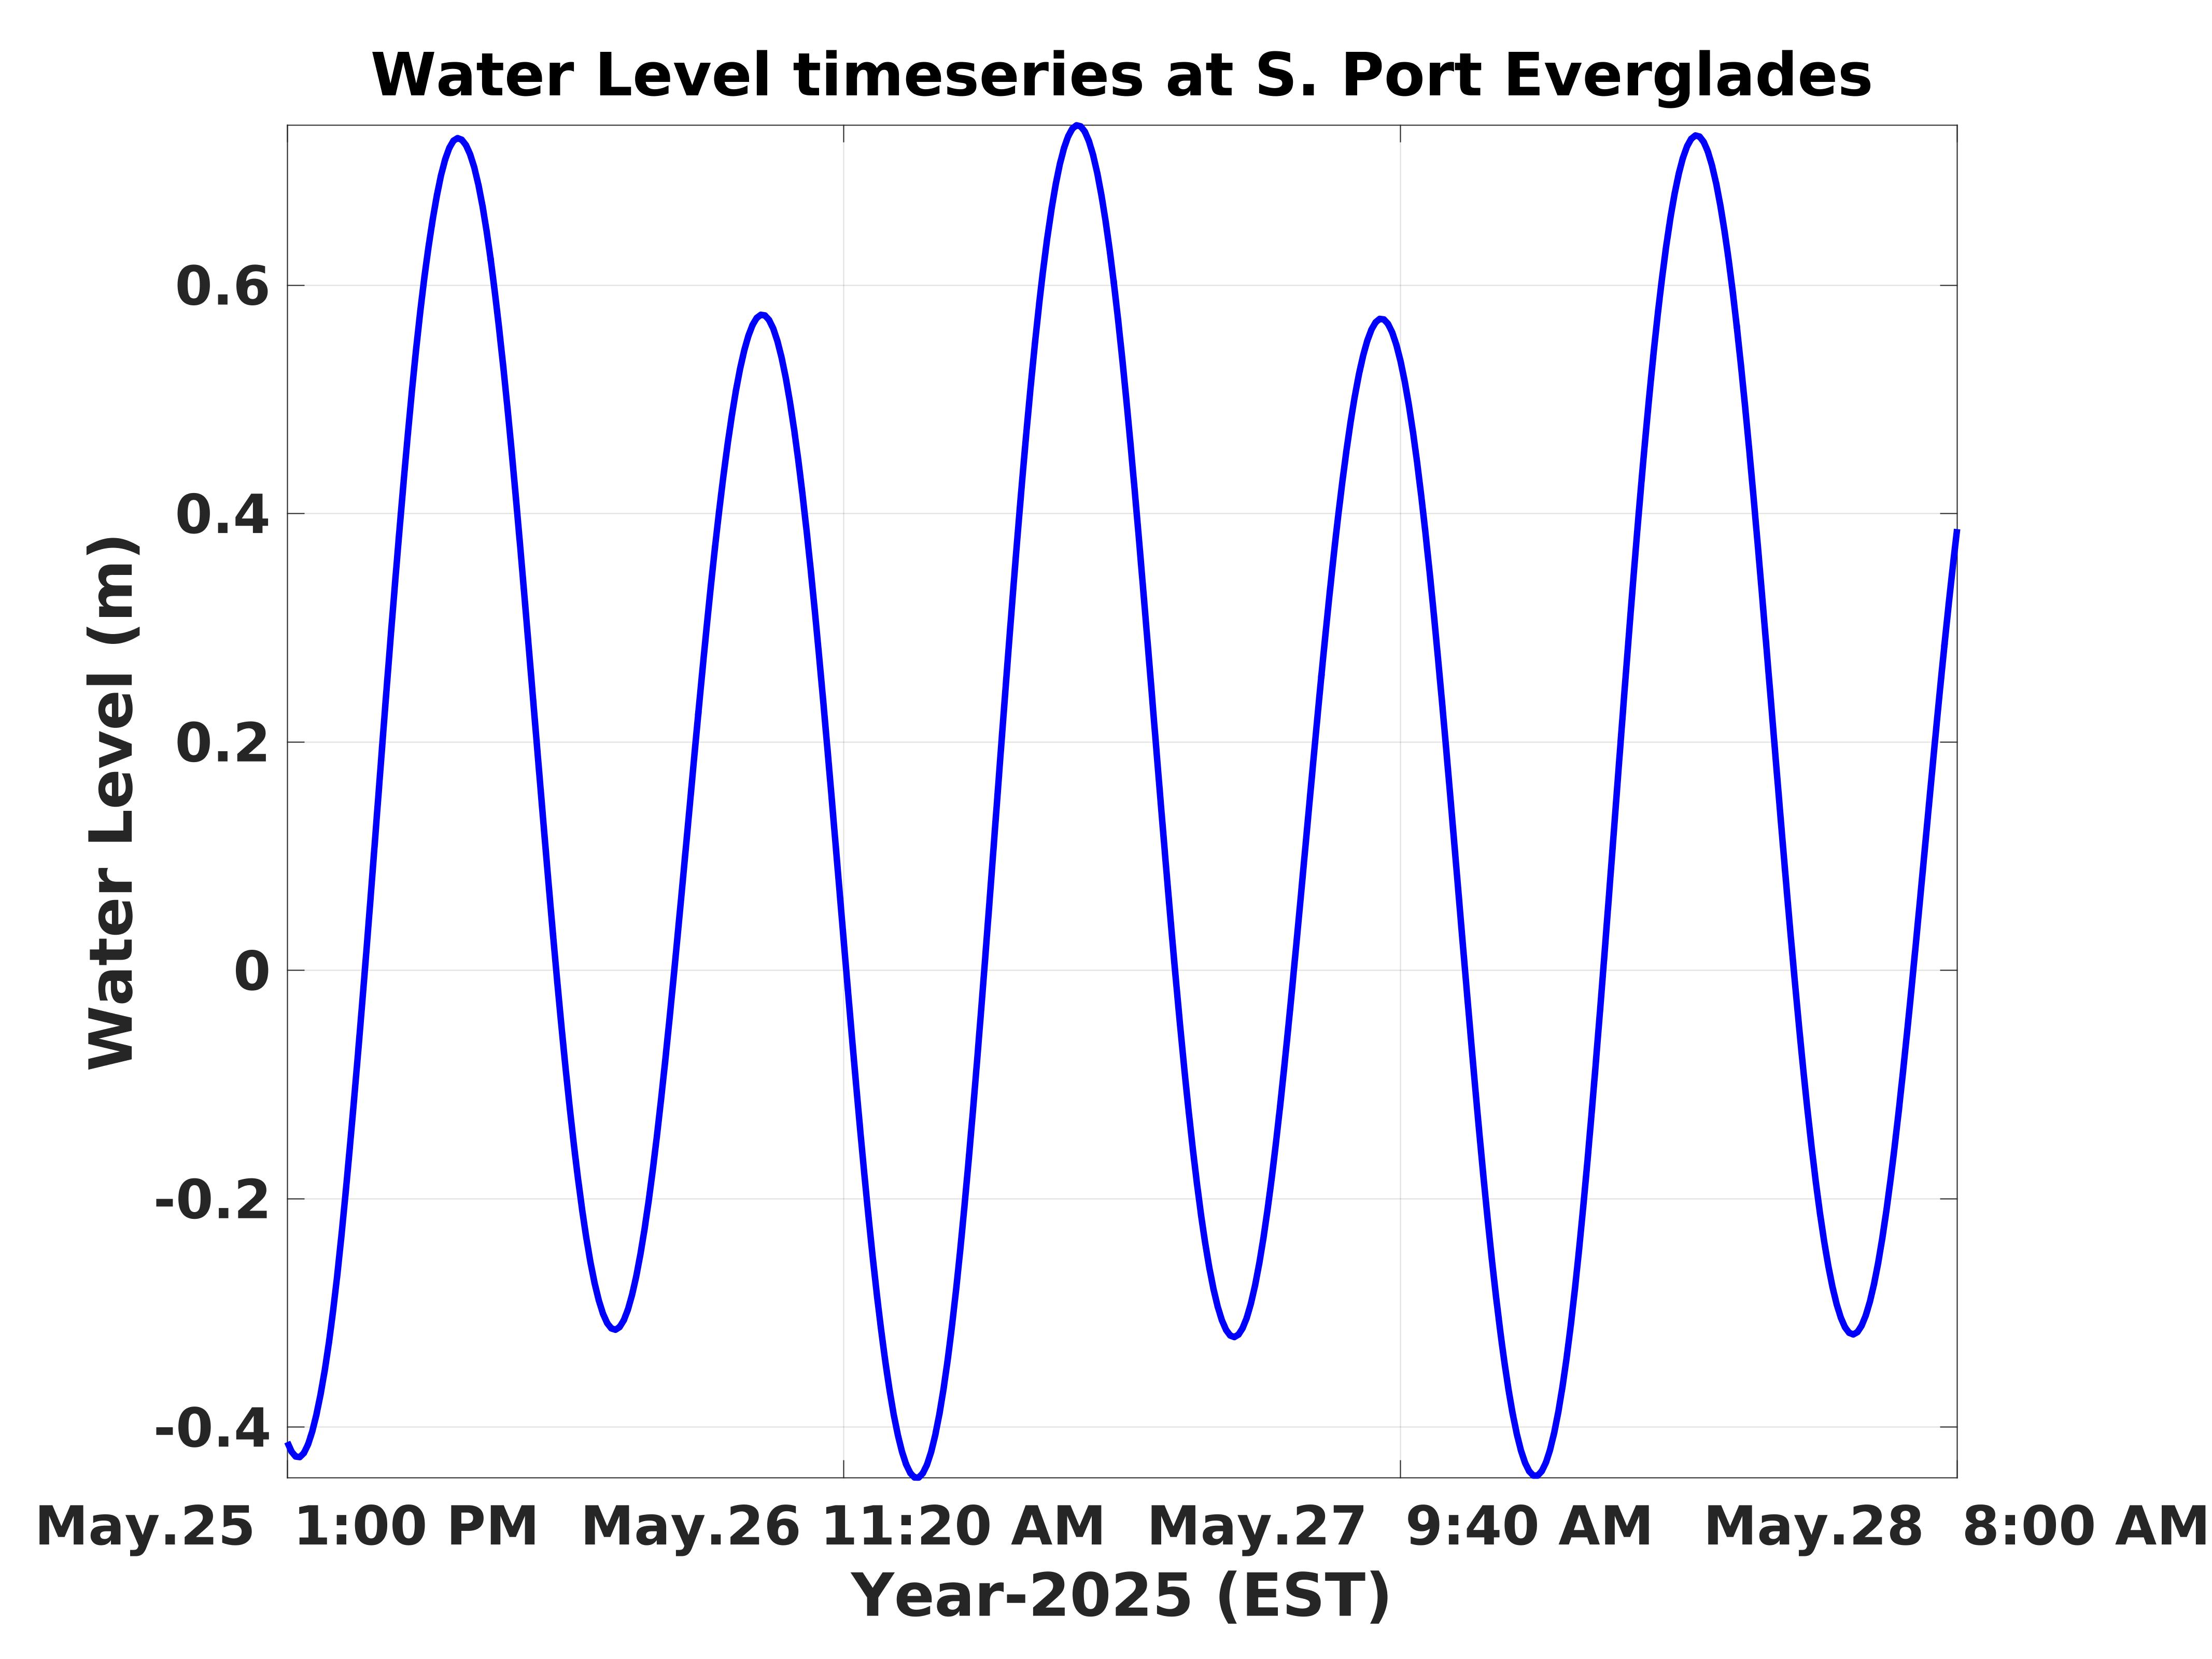 Water Level timeseries at S. Port Everglades
Water Level (m)
0.6
0.4
0.2
0
-0.2
-0.4
May.25 1:00 PM May.26 11:20 AM May.27 9:40 AM May.28 8:00 AM
Year-2025 (EST)